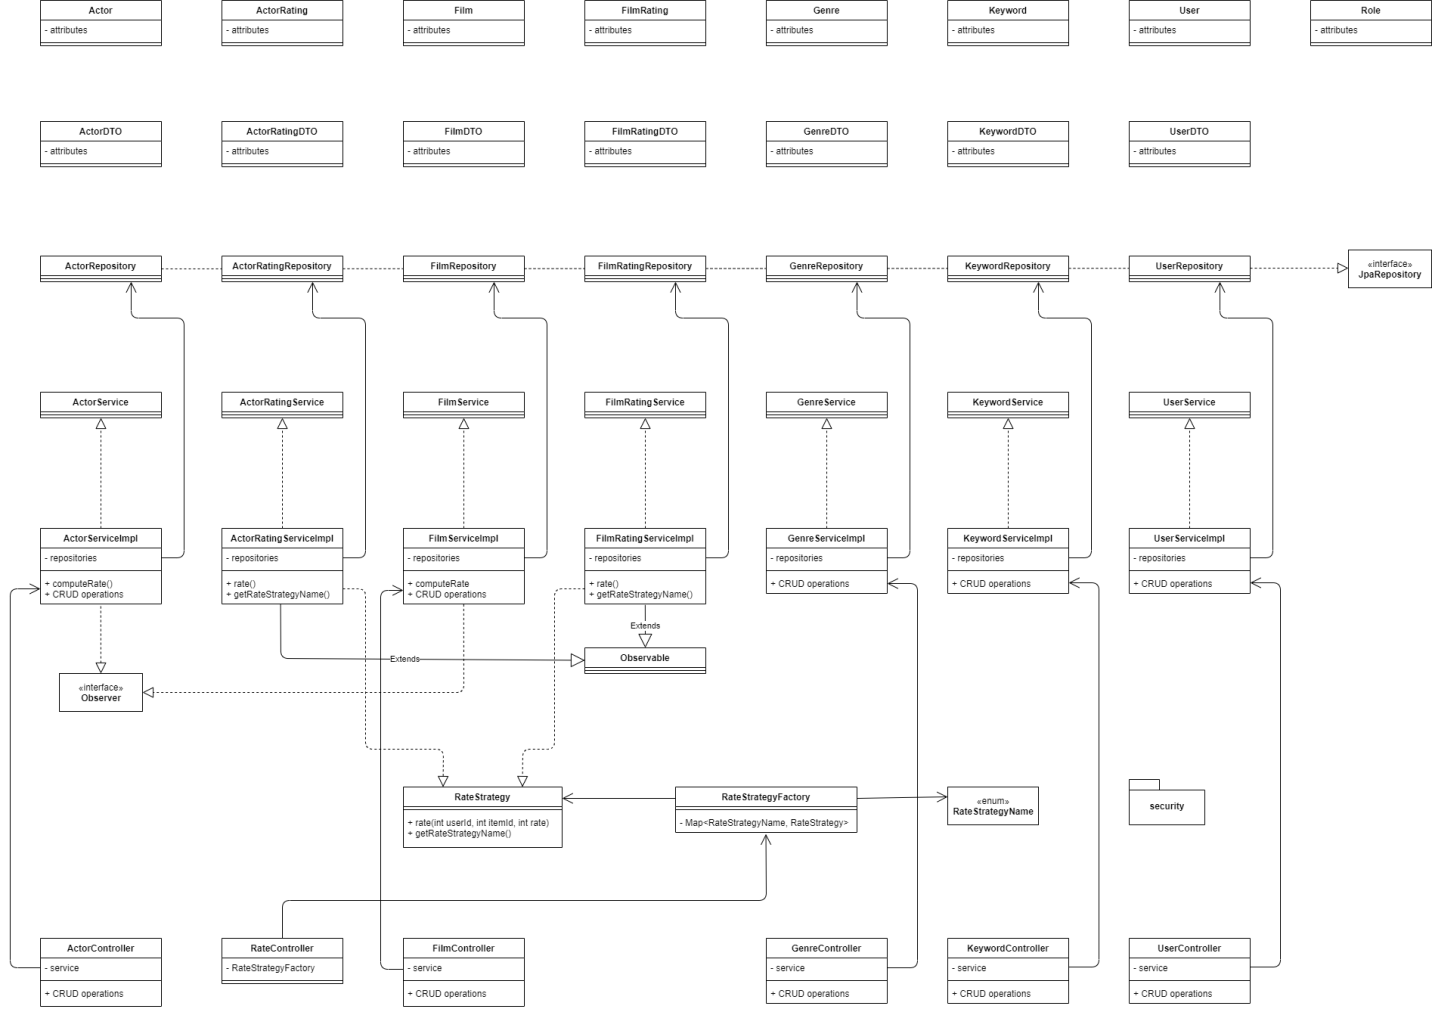 Actor
- attributes
ActorRating
- attributes
Film
- attributes
FilmRating
- attributes
Genre
- attributes
Keyword
- attributes
User
- attributes
Role
- attributes
ActorDTO
- attributes
ActorRatingDTO
- attributes
FilmDTO
- attributes
FilmRatingDTO
- attributes
GenreDTO
- attributes
KeywordDTO
- attributes
UserDTO
- attributes
ActorRepository
ActorRatingRepository
FilmRepository
FilmRatingRepository
GenreRepository
KeywordRepository
UserRepository
«interface»
JpaRepository
ActorService
ActorRatingService
FilmService
FilmRatingService
GenreService
KeywordService
UserService
ActorServiceImpl
- repositories
+ computeRate()
+ CRUD operations
ActorRatingServiceImpl
- repositories
+ rate()
+ getRateStrategyName()
FilmServiceImpl
- repositories
+ computeRate
+ CRUD operations
FilmRatingServiceImpl
- repositories
+ rate()
+ getRateStrategyName()
GenreServiceImpl
- repositories
+ CRUD operations
KeywordServiceImpl
- repositories
+ CRUD operations
UserServiceImpl
- repositories
+ CRUD operations
Extends
Extends
Observable
«interface»
Observer
RateStrategy
+ rate(int userId, int itemId, int rate)
+ getRateStrategyName()
RateStrategyFactory
- Map<RateStrategyName, RateStrategy>
«enum»
RateStrategyName
security
ActorController
- service
+ CRUD operations
RateController
- RateStrategyFactory
FilmController
- service
+ CRUD operations
GenreController
- service
+ CRUD operations
KeywordController
- service
+ CRUD operations
UserController
- service
+ CRUD operations